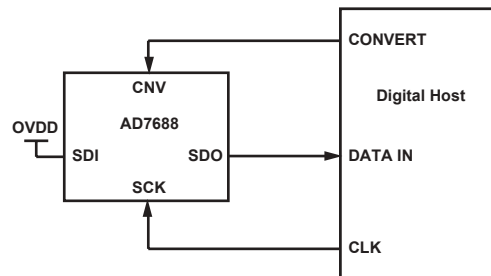 CONVERT
CNV
Digital Host
AD7688
OVDD
SDI
SDO
DATA IN
SCK
CLK